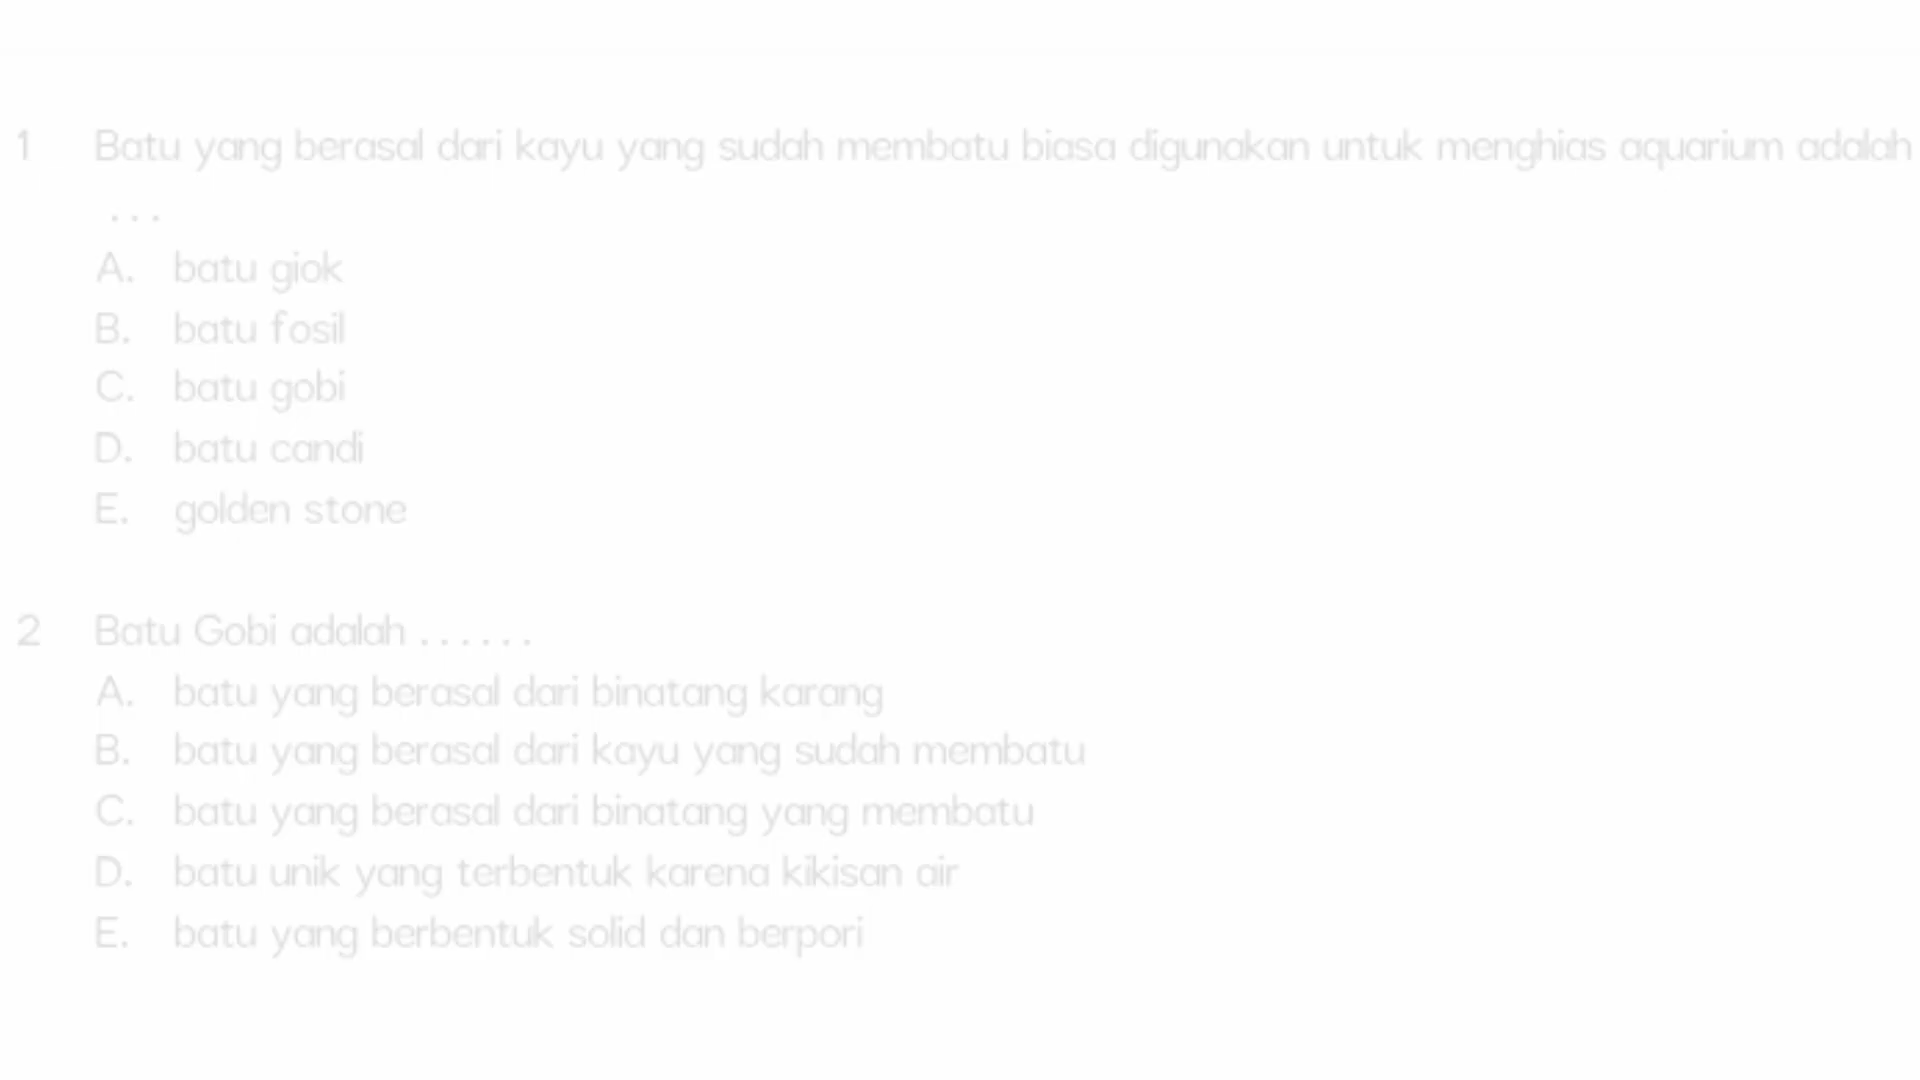 1 Batu yang berasal dari kayu yang sudah membatu biasa digunakan untuk menghias aquarium adalah
...
A. batu giok
B. batu fosil
C. batu gobi
D. batu candi
E. golden stone
2 Batu Gobi adalah ......
A. batu yang berasal dari binatang karang
B. batu yang berasal dari kayu yang sudah membatu
C. batu yang berasal dari binatang yang membatu
D. batu unik yang terbentuk karena kikisan air
E. batu yang berbentuk solid dan berpori